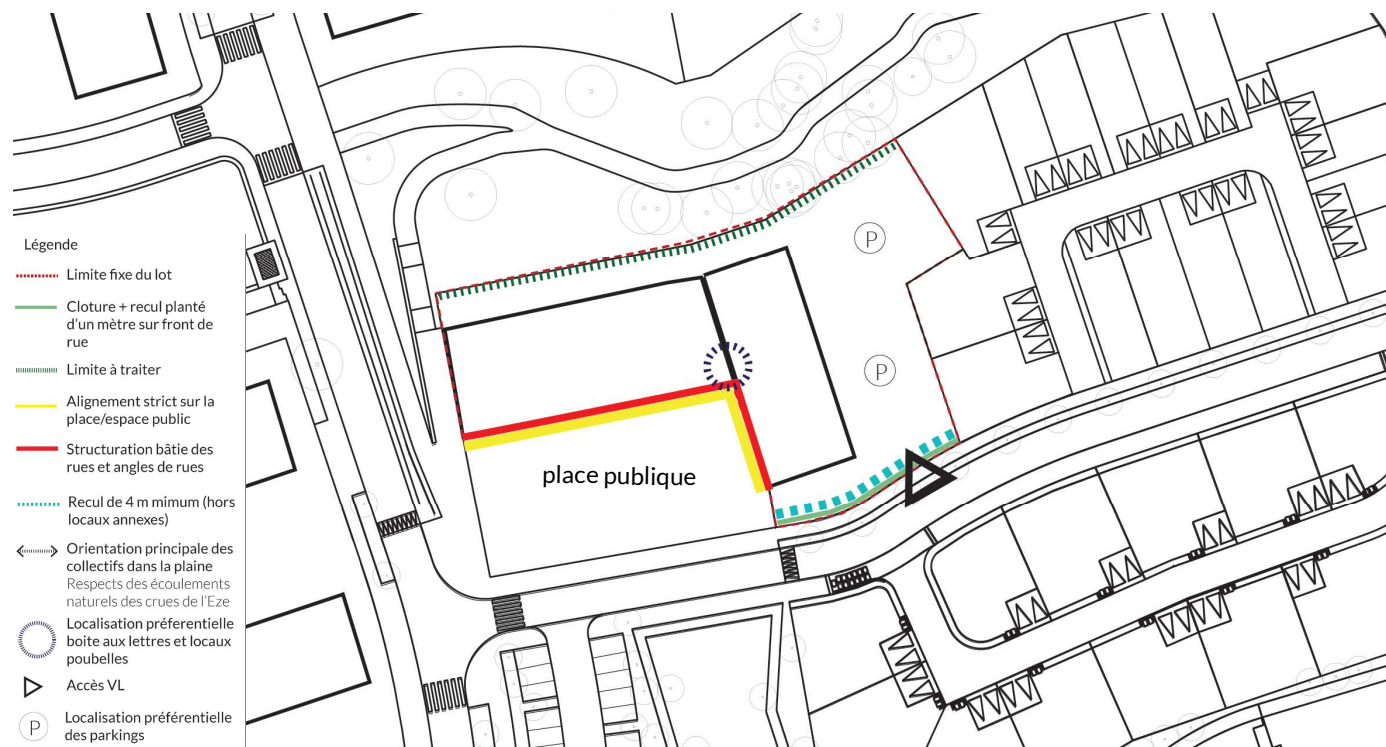 Légende
Limite fixe du lot
Cloture + recul planté
d'un mètre sur front de
rue
Limite à traiter
Alignement strict sur la
place/espace public
Structuration bâtie des
rues et angles de rues
Recul de 4 m mimum (hors
locaux annexes)
Orientation principale des
collectifs dans la plaine
Respects des écoulements
naturels des crues de l'Eze
Localisation préferentielle
boite aux lettres et locaux
poubelles
Accès VL
P
Localisation préférentielle
des parkings
P
P
place publique